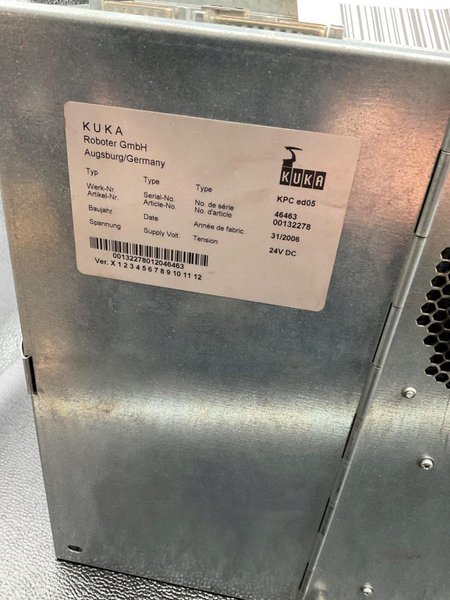 KUKA
Roboter GmbH
Augsburg/Germany
KUKA
Typ Type Type KPC ed05
Werk-Nr. Serial-No. No. de série 46463
Artikel-Nr. Article-No. No. d'article 00132278
Baujahr Date Année de fabric. 31/2006
Spannung Supply Volt. Tension 24V DC
00132278012046463
Ver. X 1 2 3 4 5 6 7 8 9 10 11 12